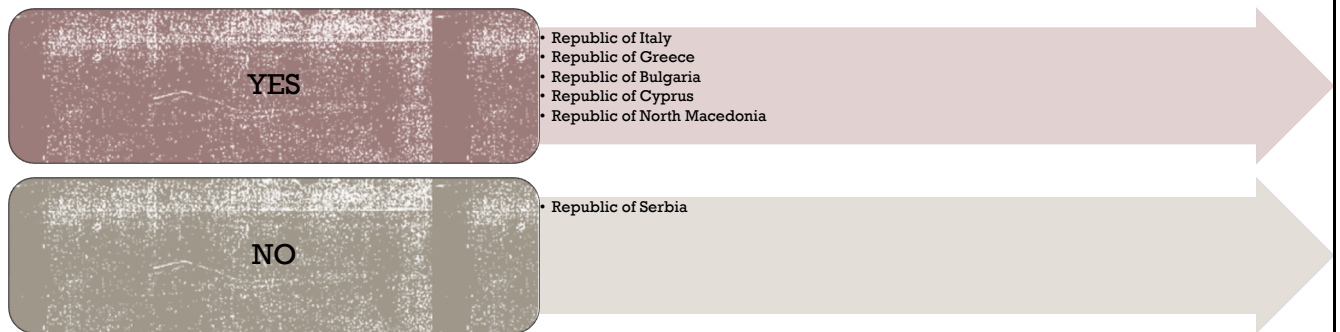 YES
• Republic of Italy
• Republic of Greece
• Republic of Bulgaria
• Republic of Cyprus
• Republic of North Macedonia
NO
• Republic of Serbia